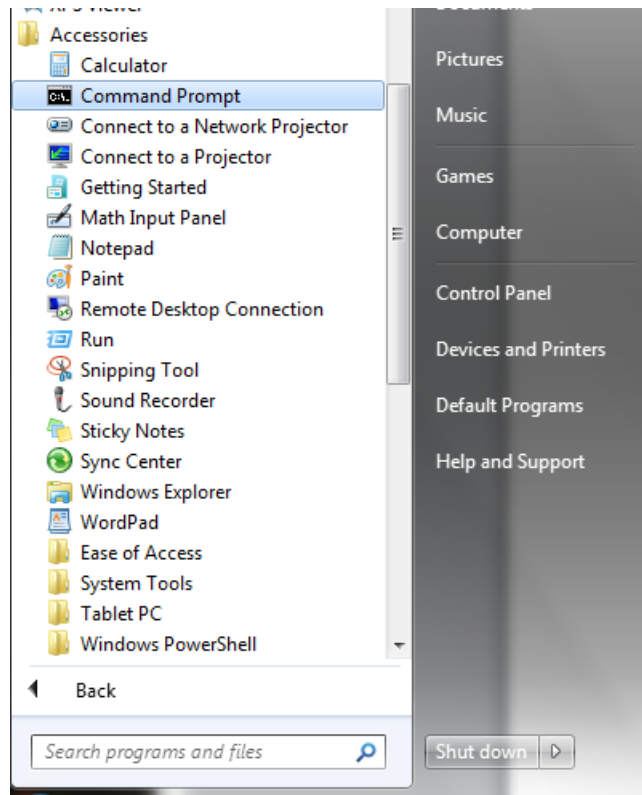 XPS Viewer
Accessories
Calculator
Command Prompt
Connect to a Network Projector
Connect to a Projector
Getting Started
Math Input Panel
Notepad
Paint
Remote Desktop Connection
Run
Snipping Tool
Sound Recorder
Sticky Notes
Sync Center
Windows Explorer
WordPad
Ease of Access
System Tools
Tablet PC
Windows PowerShell
Back
Search programs and files
Documents
Pictures
Music
Games
Computer
Control Panel
Devices and Printers
Default Programs
Help and Support
Shut down